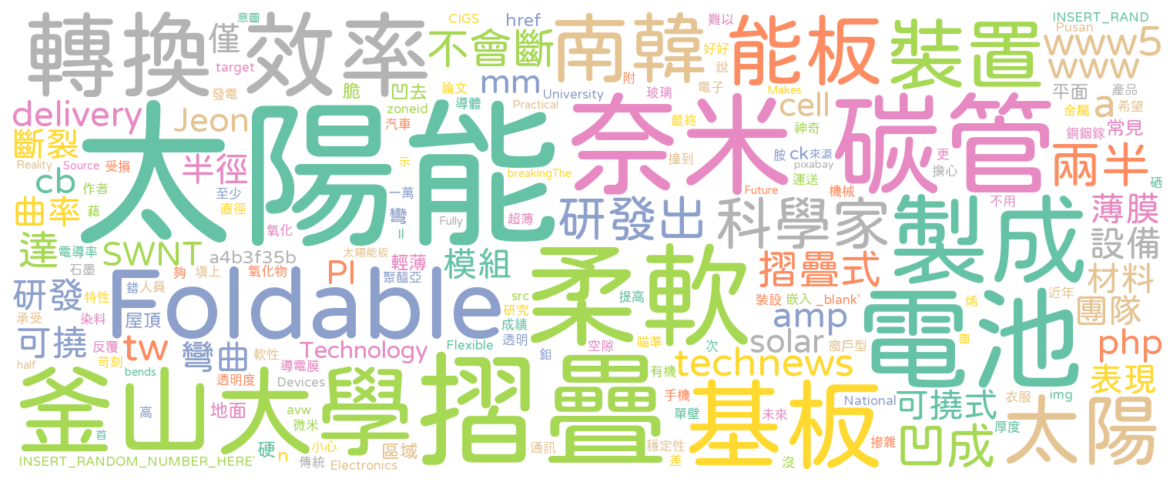 意圖
CIGS
href
難以
INSERT_RAND
Pusan
轉換
效率
僅
不會斷
南韓
好好
說
能板
裝置
www5
www
target
脆
論文
凹去
mm
附
電子
平面
產品
發電
zoneid
導體
Practical
University
玻璃
Makes
cell
a
金屬
希望
delivery
Jeon
汽車
最終
神奇
銅銦鎵
常見
斷裂
太陽能
奈米
碳管
Reality
Source
受損
半徑
示
撞到
胺
ck
來源
更
擔心
兩半
breakingThe
pixabay
硒
cb
作者
至少
一萬
Future
運送
機械
曲率
藉
直徑
彎
Fully
超薄
研發出
科學家
不用
薄膜
達
電導率
氧化
II
太陽能板
製成
設備
石墨
SWNT
a4b3f35b
夠
填上
氧化物
PI
輕薄
模組
聚醯亞
摺疊式
裝設
嵌入
_blank'
近年
材料
研發
特性
錯
人員
Foldable
src
提高
柔軟
烯
團隊
承受
染料
屋頂
成績
研究
透明
amp
圖
電池
可撓
反覆
彎曲
軟性
Technology
Flexible
鉬
空隙
瞄準
次
solar
窗戶型
php
tw
苛刻
導電膜
technews
half
bends
透明度
Devices
有機
手機
National
表現
img
釜山大學
摺疊
基板
高
地面
avw
微米
單壁
未來
可撓式
衣服
太陽
厚度
首
硬
n
小心
區域
通訊
穩定性
摻雜
凹成
INSERT_RANDOM_NUMBER_HERE'
傳統
Electronics
差
沒